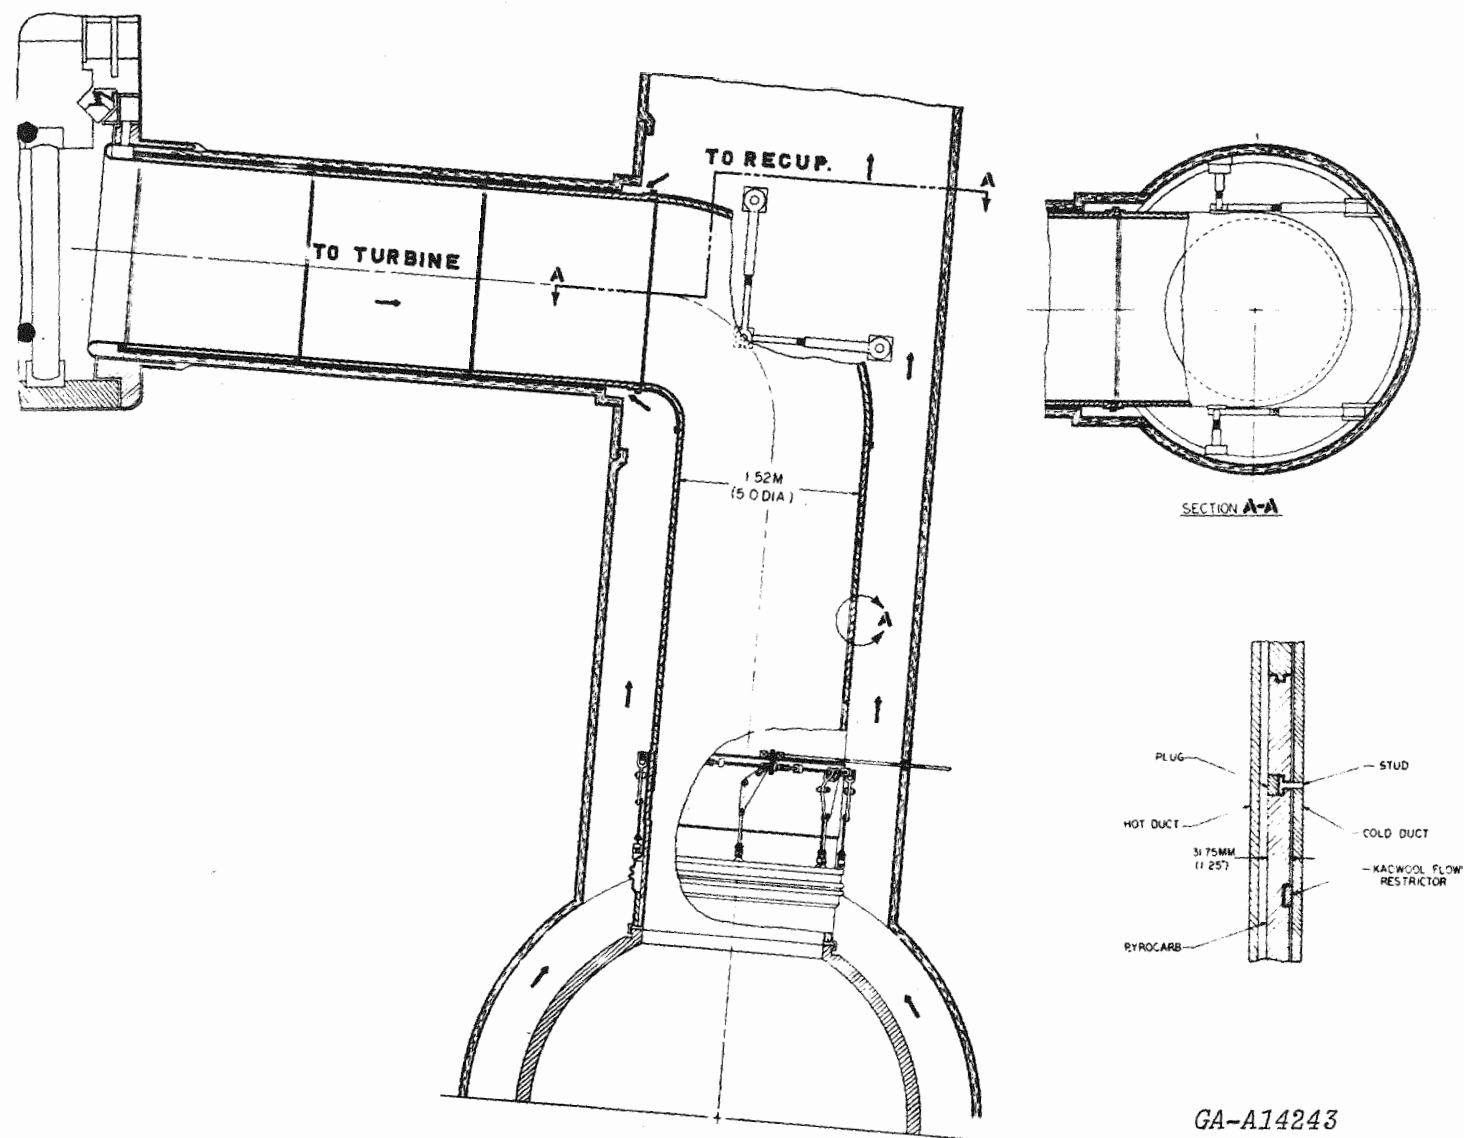 TO RECUP.
A
TO TURBINE
A
1.52M
(5.0 DIA)
A
SECTION A-A
PLUG
STUD
HOT DUCT
COLD DUCT
31.75MM
(1.25")
KAOWOOL FLOW
RESTRICTOR
PYROCARB
GA-A14243